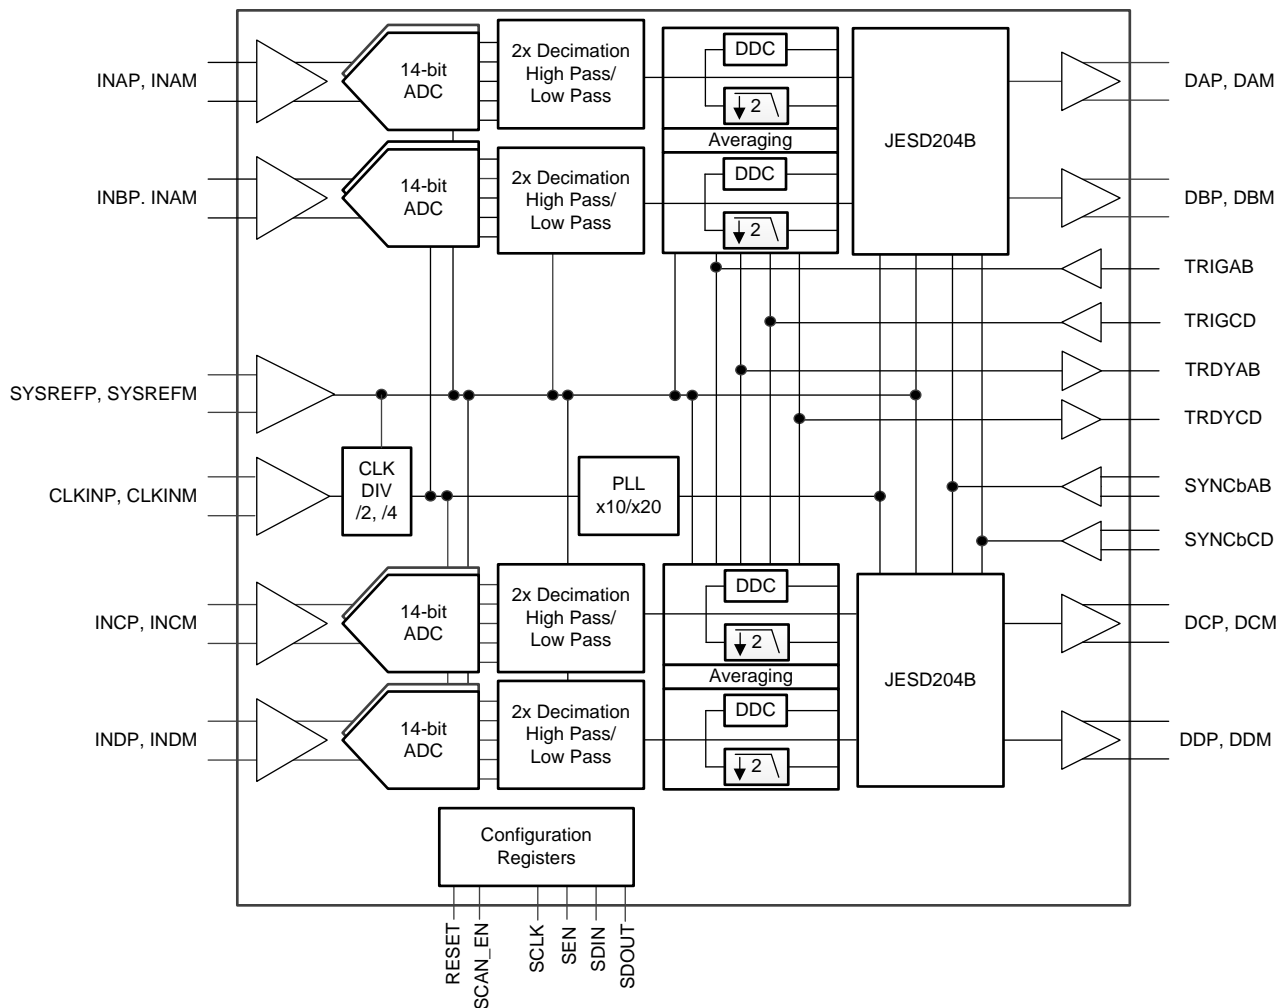 INAP, INAM
14-bit
ADC
2x Decimation
High Pass/
Low Pass
DDC
2
Averaging
JESD204B
DAP, DAM
INBP. INAM
14-bit
ADC
2x Decimation
High Pass/
Low Pass
DDC
2
DBP, DBM
TRIGAB
TRIGCD
TRDYAB
TRDYCD
SYSREFP, SYSREFM
CLKINP, CLKINM
CLK
DIV
/2, /4
PLL
x10/x20
SYNCbAB
SYNCbCD
INCP, INCM
14-bit
ADC
2x Decimation
High Pass/
Low Pass
DDC
2
Averaging
JESD204B
DCP, DCM
INDP, INDM
14-bit
ADC
2x Decimation
High Pass/
Low Pass
DDC
2
DDP, DDM
Configuration
Registers
RESET
SCAN_EN
SCLK
SEN
SDIN
SDOUT